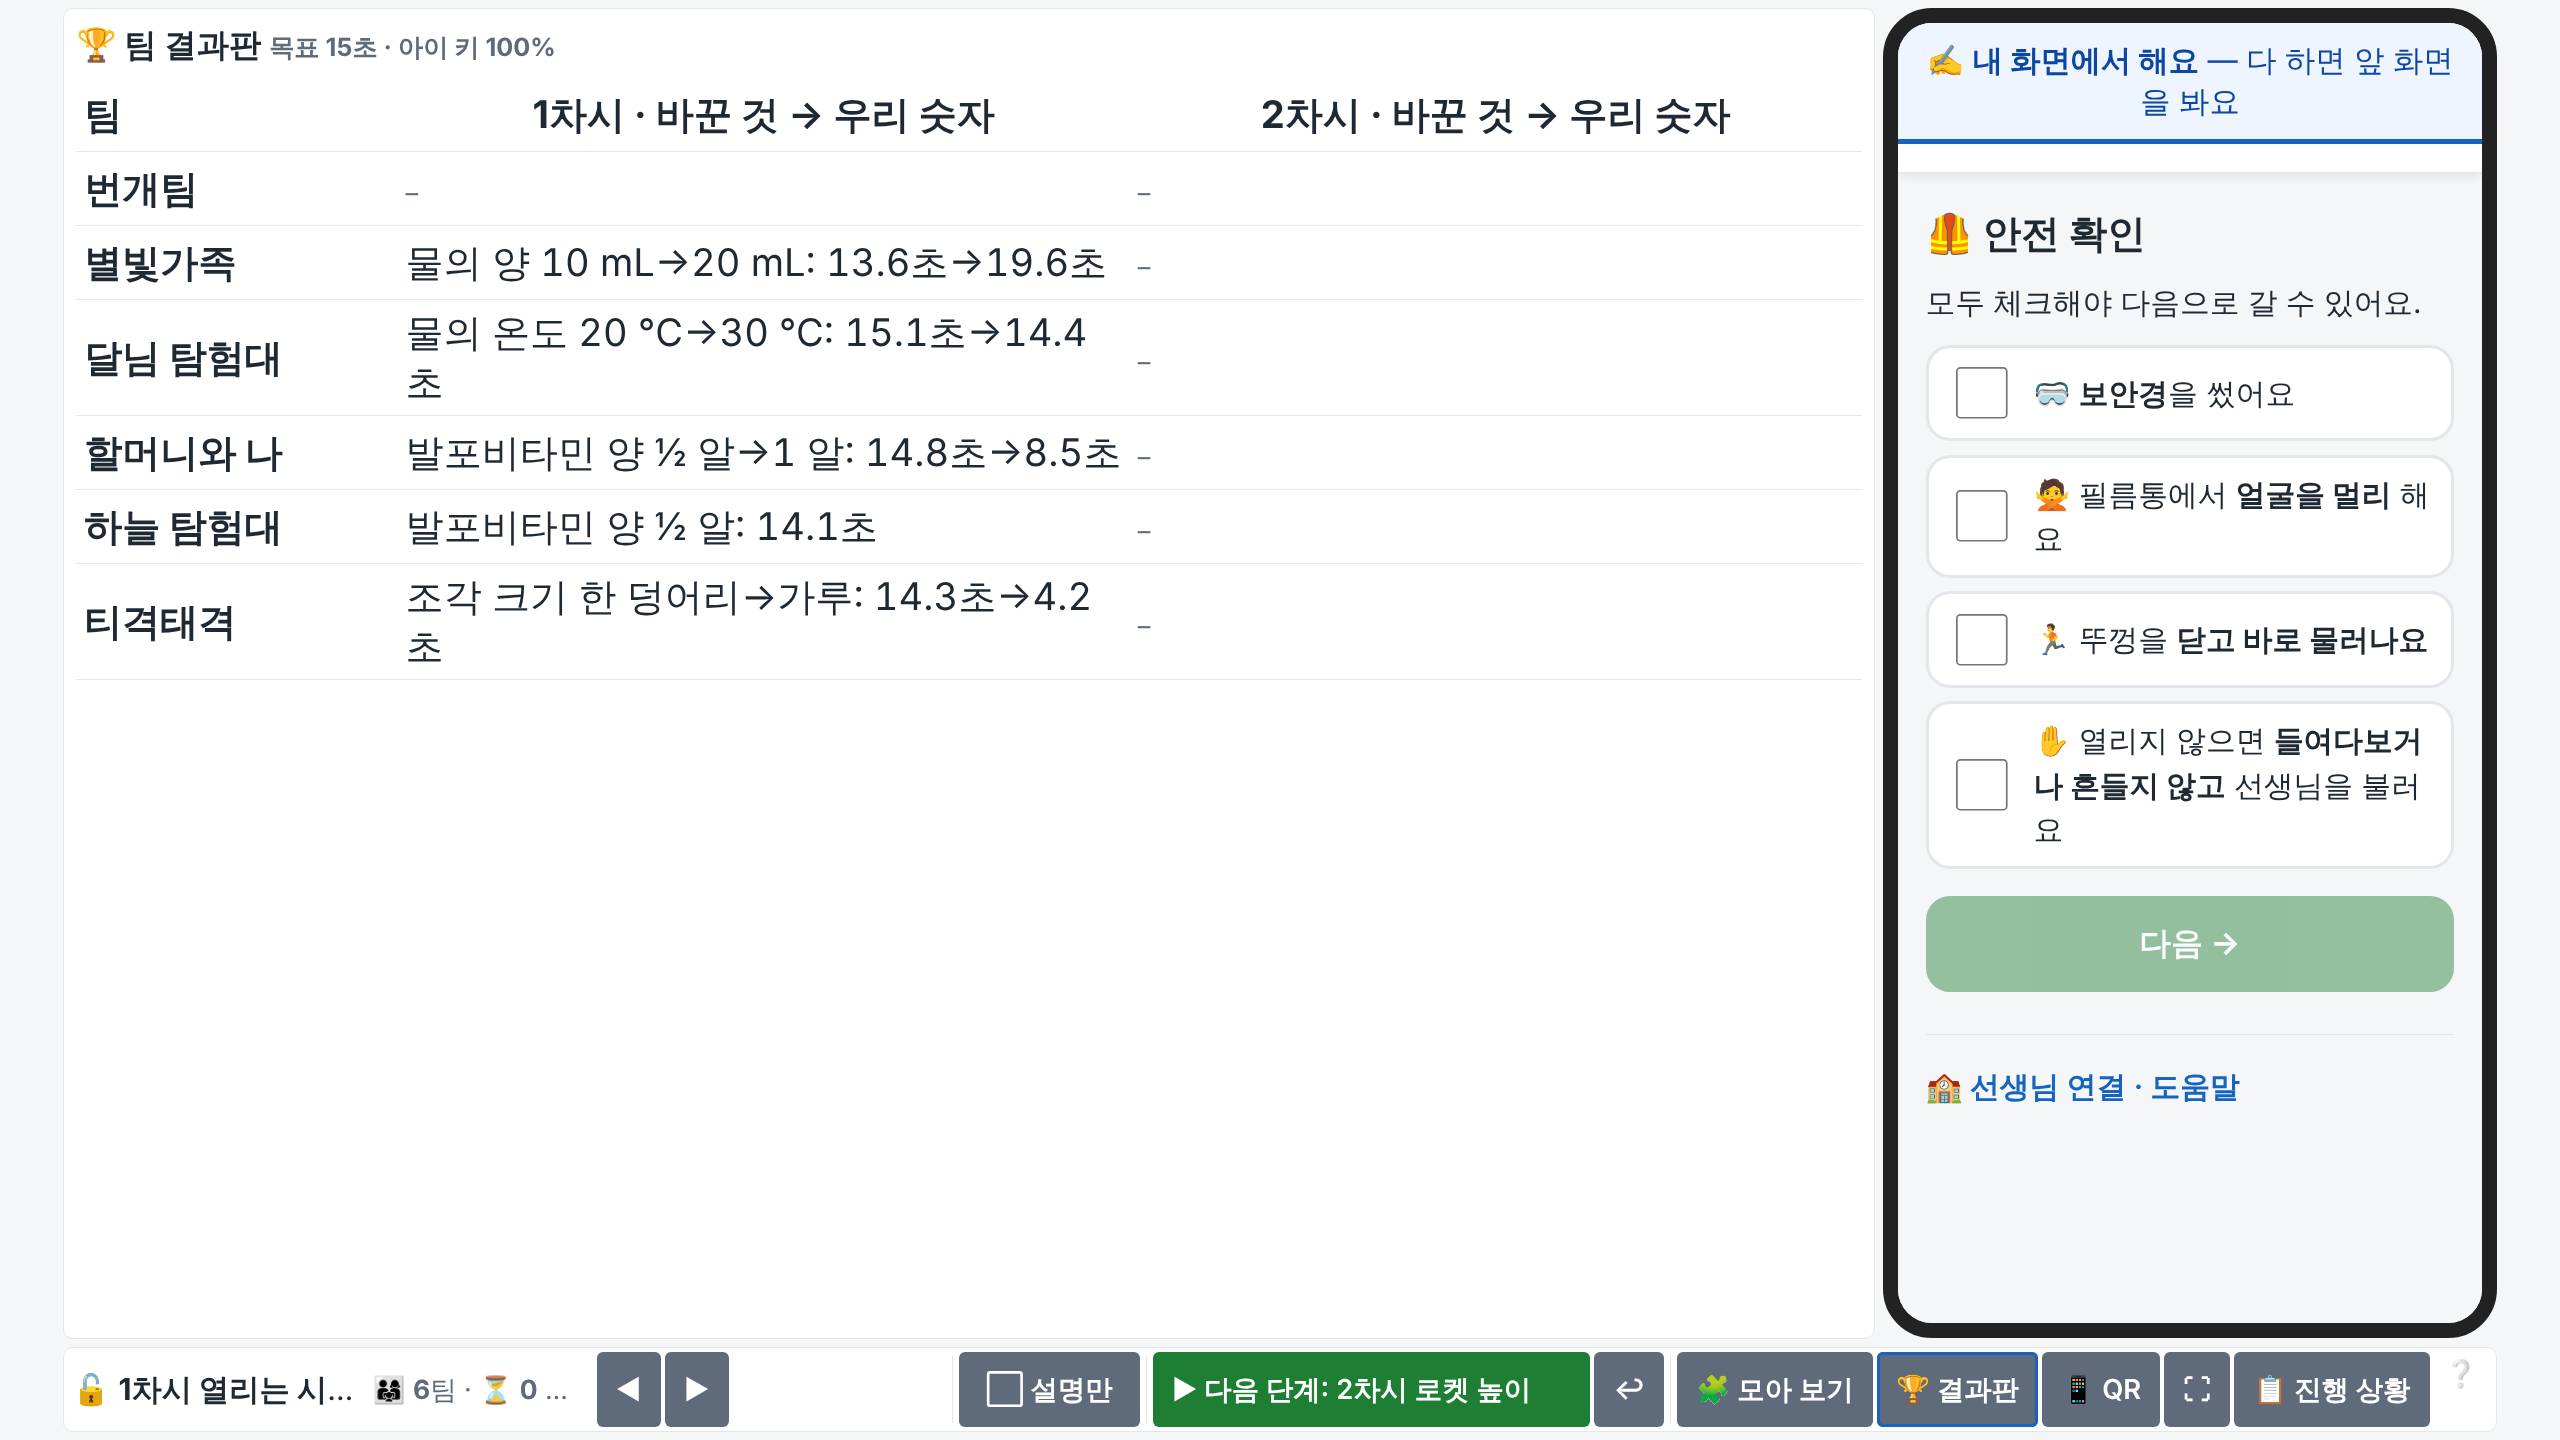 🏆 팀 결과판 목표 15초 · 아이 키 100%
팀 1차시 · 바꾼 것 → 우리 숫자 2차시 · 바꾼 것 → 우리 숫자
번개팀 – –
별빛가족 물의 양 10 mL→20 mL: 13.6초→19.6초 –
달님 탐험대 물의 온도 20 °C→30 °C: 15.1초→14.4
초 –
할머니와 나 발포비타민 양 ½ 알→1 알: 14.8초→8.5초 –
하늘 탐험대 발포비타민 양 ½ 알: 14.1초 –
티격태격 조각 크기 한 덩어리→가루: 14.3초→4.2
초 –
✍️ 내 화면에서 해요 — 다 하면 앞 화면
을 봐요
🦺 안전 확인
모두 체크해야 다음으로 갈 수 있어요.
🥽 보안경을 썼어요
🙅 필름통에서 얼굴을 멀리 해
요
🏃 뚜껑을 닫고 바로 물러나요
✋ 열리지 않으면 들여다보거
나 흔들지 않고 선생님을 불러
요
다음 →
🏫 선생님 연결 · 도움말
🔓 1차시 열리는 시... 👨‍👩‍👧 6팀 · ⏳ 0 ... ◀ ▶ 설명만 ▶ 다음 단계: 2차시 로켓 높이 ↩ 🧩 모아 보기 🏆 결과판 📱 QR ⛶ 📋 진행 상황 ❔